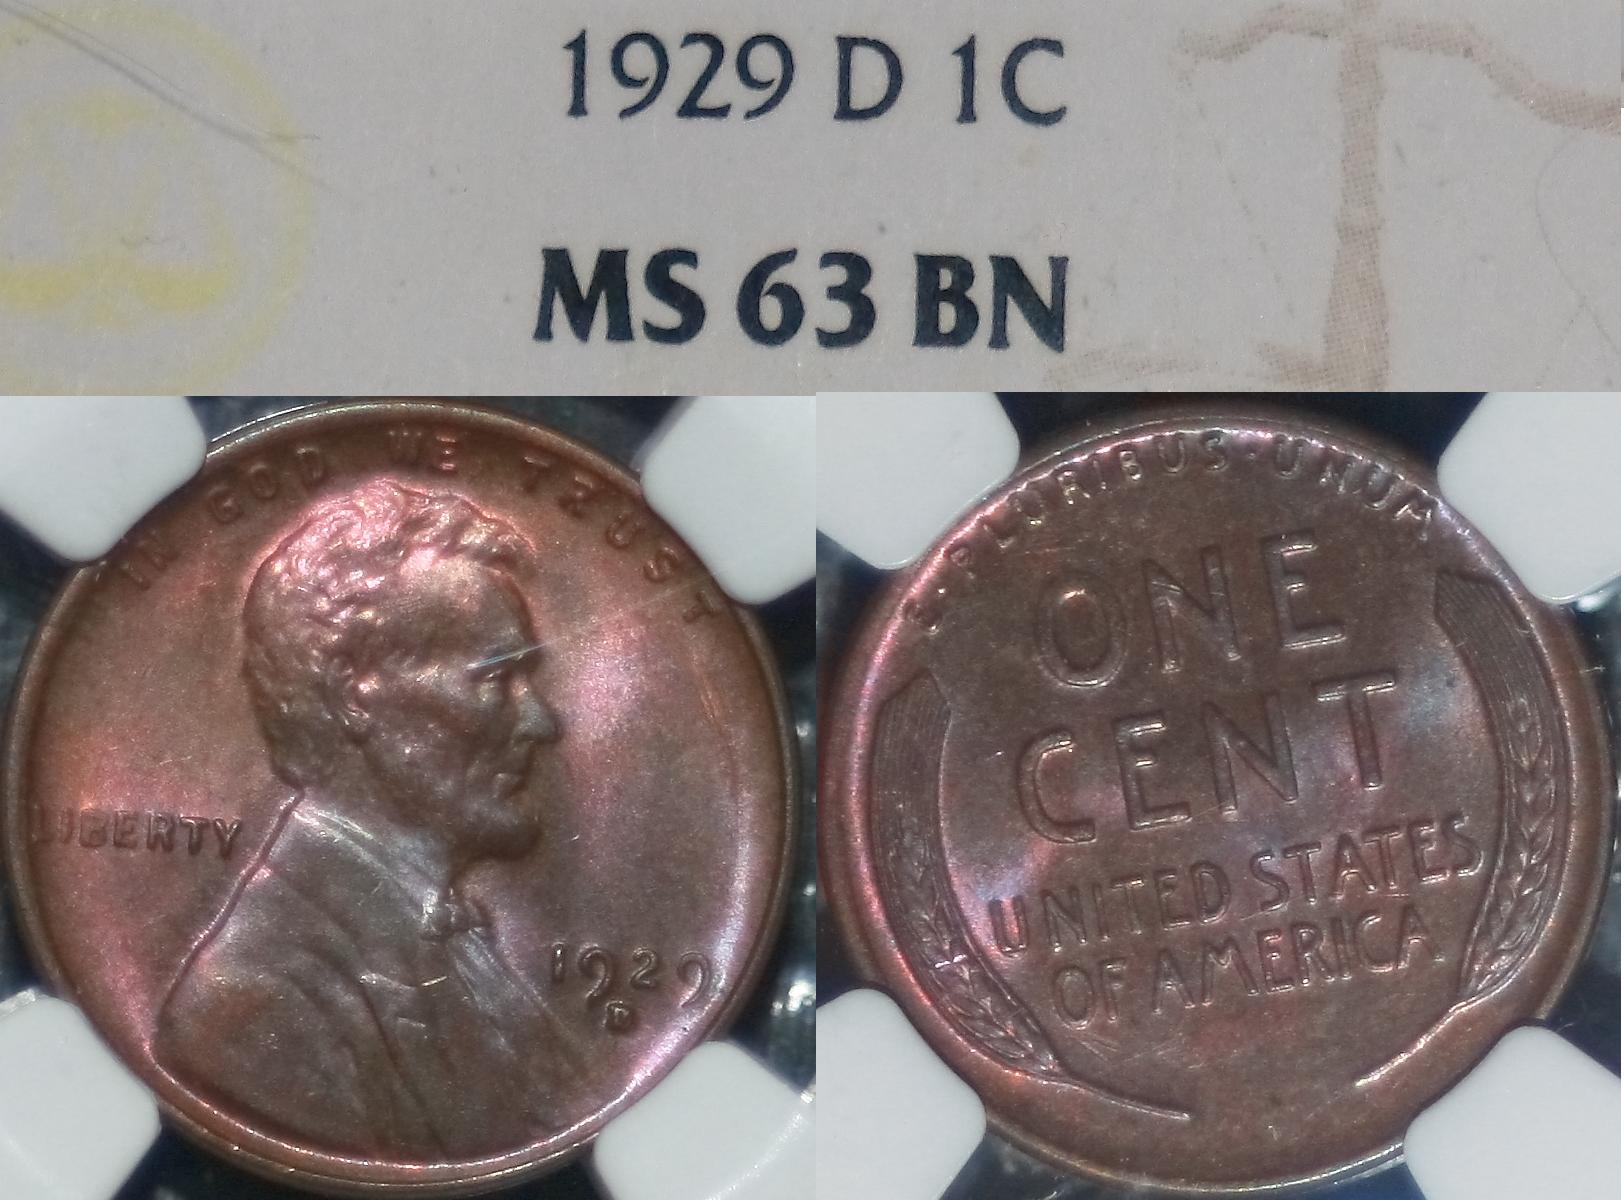 1929 D 1C
MS 63 BN
IN GOD WE TRUST
LIBERTY
1929
D
E·PLURIBUS·UNUM
ONE
CENT
UNITED STATES
OF AMERICA